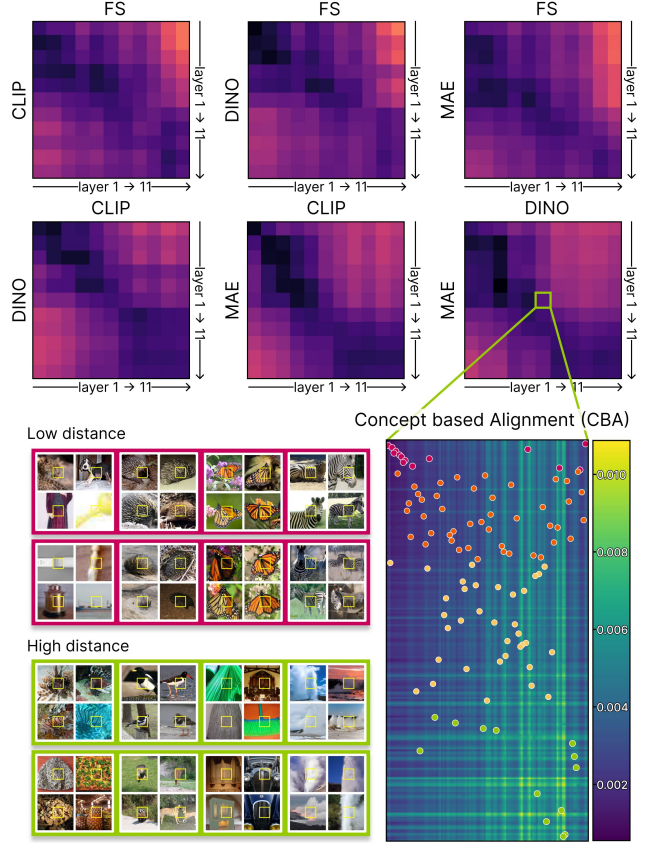 FS
FS
FS
CLIP
layer 1 → 11
DINO
layer 1 → 11
MAE
layer 1 → 11
layer 1 → 11
layer 1 → 11
layer 1 → 11
CLIP
CLIP
DINO
DINO
layer 1 → 11
MAE
layer 1 → 11
MAE
layer 1 → 11
layer 1 → 11
layer 1 → 11
layer 1 → 11
Concept based Alignment (CBA)
Low distance
0.010
0.008
0.006
High distance
0.004
0.002